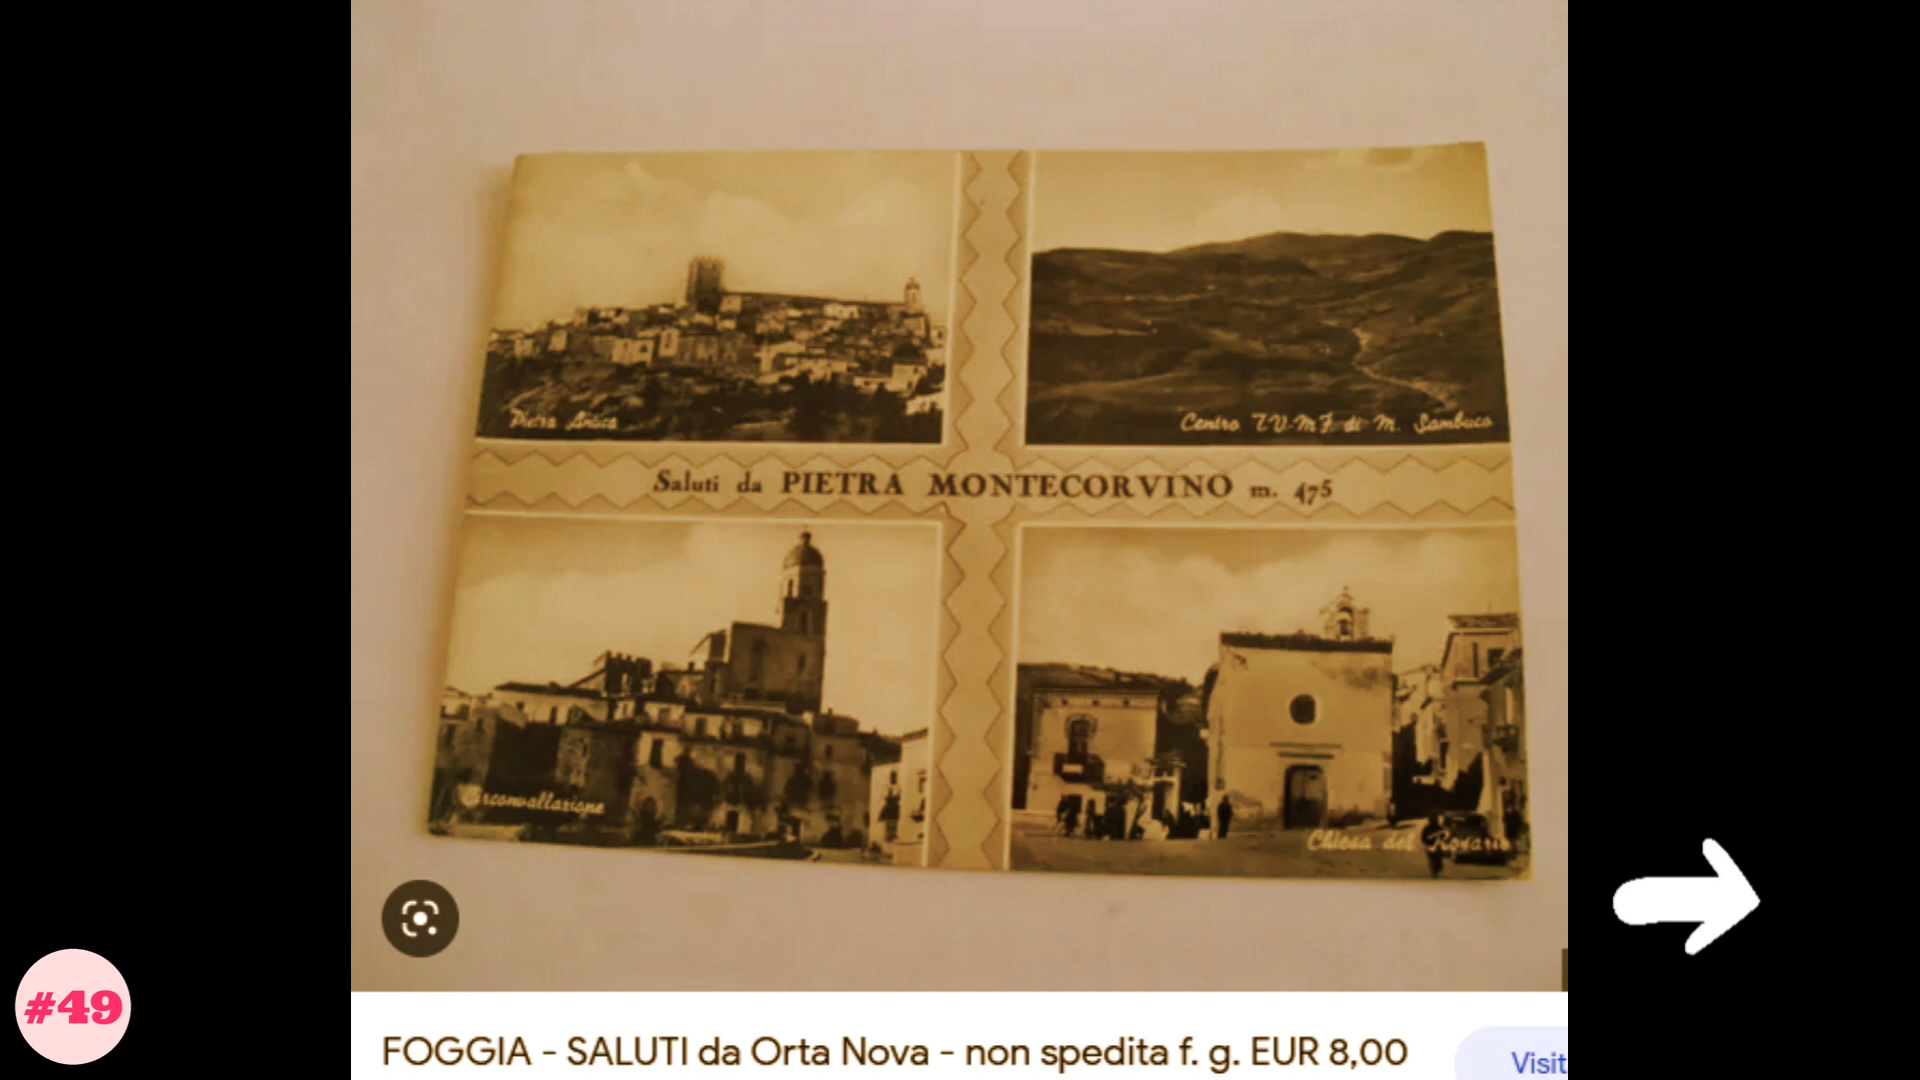 Pietra Antica
Centro T.V.-M.F. di M. Sambuco
Saluti da PIETRA MONTECORVINO m. 475
Circonvallazione
Chiesa del Rosario
#49
FOGGIA - SALUTI da Orta Nova - non spedita f. g. EUR 8,00
Visit